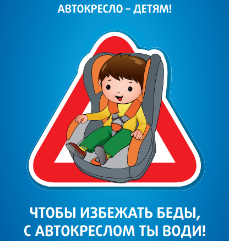 АВТОКРЕСЛО – ДЕТЯМ!
ЧТОБЫ ИЗБЕЖАТЬ БЕДЫ,
С АВТОКРЕСЛОМ ТЫ ВОДИ!